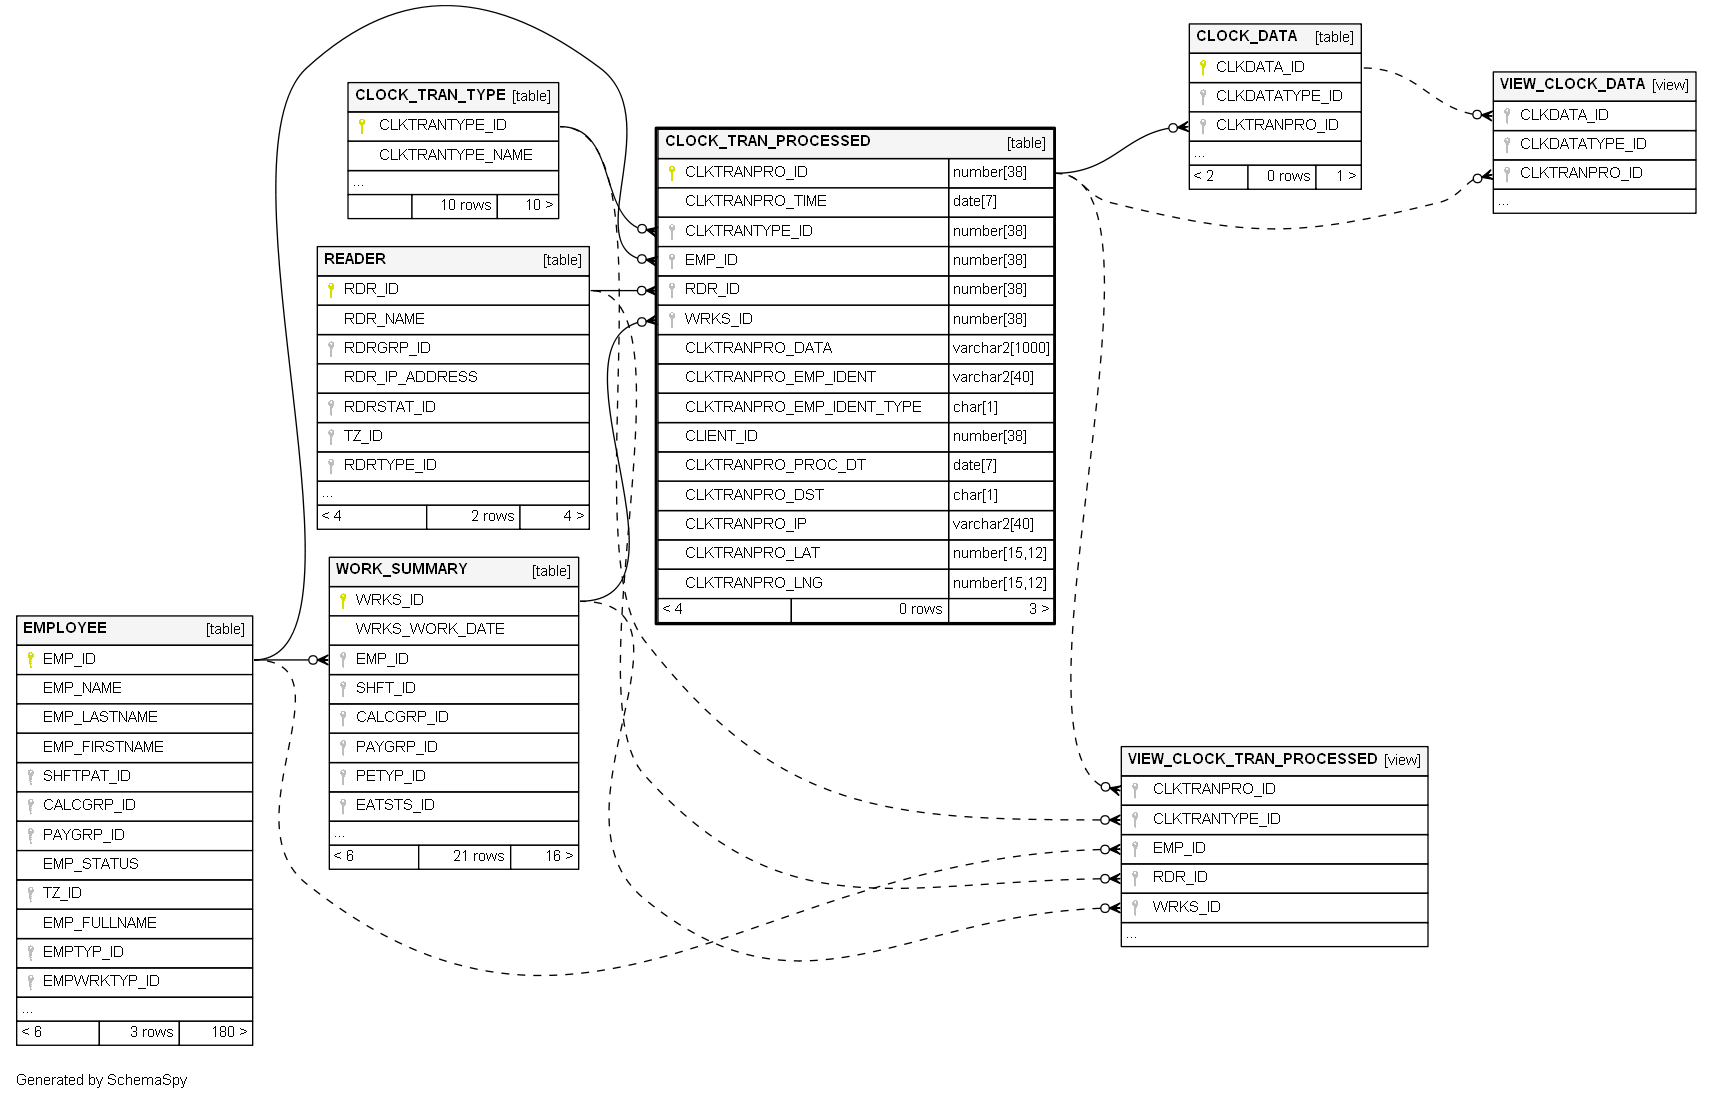 CLOCK_TRAN_TYPE [table]
CLKTRANTYPE_ID
CLKTRANTYPE_NAME
...
10 rows 10 >
READER [table]
RDR_ID
RDR_NAME
RDRGRP_ID
RDR_IP_ADDRESS
RDRSTAT_ID
TZ_ID
RDRTYPE_ID
...
< 4 2 rows 4 >
WORK_SUMMARY [table]
WRKS_ID
WRKS_WORK_DATE
EMP_ID
SHFT_ID
CALCGRP_ID
PAYGRP_ID
PETYP_ID
EATSTS_ID
...
< 6 21 rows 16 >
EMPLOYEE [table]
EMP_ID
EMP_NAME
EMP_LASTNAME
EMP_FIRSTNAME
SHFTPAT_ID
CALCGRP_ID
PAYGRP_ID
EMP_STATUS
TZ_ID
EMP_FULLNAME
EMPTYP_ID
EMPWRKTYP_ID
...
< 6 3 rows 180 >
CLOCK_TRAN_PROCESSED [table]
CLKTRANPRO_ID number[38]
CLKTRANPRO_TIME date[7]
CLKTRANTYPE_ID number[38]
EMP_ID number[38]
RDR_ID number[38]
WRKS_ID number[38]
CLKTRANPRO_DATA varchar2[1000]
CLKTRANPRO_EMP_IDENT varchar2[40]
CLKTRANPRO_EMP_IDENT_TYPE char[1]
CLIENT_ID number[38]
CLKTRANPRO_PROC_DT date[7]
CLKTRANPRO_DST char[1]
CLKTRANPRO_IP varchar2[40]
CLKTRANPRO_LAT number[15,12]
CLKTRANPRO_LNG number[15,12]
< 4 0 rows 3 >
CLOCK_DATA [table]
CLKDATA_ID
CLKDATATYPE_ID
CLKTRANPRO_ID
...
< 2 0 rows 1 >
VIEW_CLOCK_DATA [view]
CLKDATA_ID
CLKDATATYPE_ID
CLKTRANPRO_ID
...
VIEW_CLOCK_TRAN_PROCESSED [view]
CLKTRANPRO_ID
CLKTRANTYPE_ID
EMP_ID
RDR_ID
WRKS_ID
...
Generated by SchemaSpy